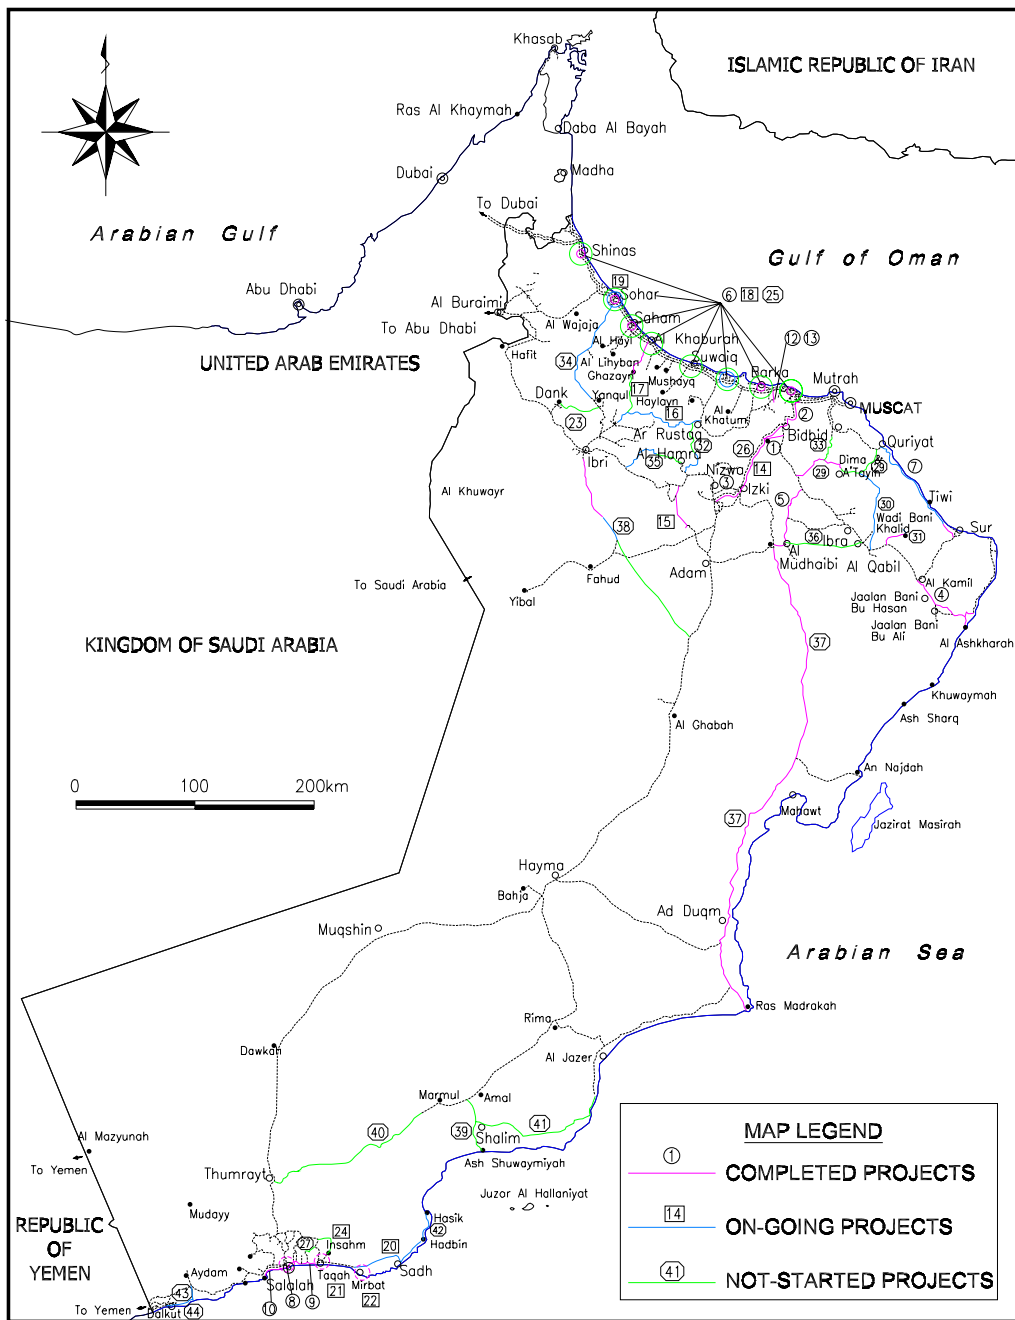 Khasab
ISLAMIC REPUBLIC OF IRAN
Ras Al Khaymah
Daba Al Bayah
Dubai
Madha
To Dubai
Arabian Gulf
Shinas
Gulf of Oman
Abu Dhabi
19
Sohar
6 18 25
Al Buraimi
Al Wajaja
Saham
To Abu Dhabi
Al Khaburah
12 13
Hafit
Al Hayl
UNITED ARAB EMIRATES
34
Al Lihyban
Suwaiq
Ghazayn
Mushayq
Barka
Mutrah
17
Dank
Yanqul
Haylayn
MUSCAT
16
Al
Khatum
2
23
Ar Rustaq
Bidbid
33
Quriyat
32
26
1
Ibri
Al Hamra
35
Dima
A'Tayin
29
29
7
Nizwa
14
3
Izki
Al Khuwayr
Tiwi
5
30
15
Wadi Bani
Khalid
38
36
Ibra
31
Sur
Al
Mudhaibi
Al Qabil
Fahud
Adam
To Saudi Arabia
Yibal
Al Kamil
4
Jaalan Bani
Bu Hasan
Jaalan Bani
Bu Ali
KINGDOM OF SAUDI ARABIA
37
Al Ashkharah
Khuwaymah
Al Ghabah
Ash Sharq
An Najdah
0 100 200km
Mahawt
37
Jazirat Masirah
Hayma
Bahja
Ad Duqm
Muqshin
Arabian Sea
Ras Madrakah
Rima
Dawkah
Al Jazer
Marmul
Amal
40
39
41
Shalim
Al Mazyunah
Ash Shuwaymiyah
To Yemen
Thumrayt
Juzor Al Hallaniyat
Mudayy
Hasik
REPUBLIC
OF
YEMEN
24
42
27
Insahm
20
Hadbin
Aydam
Salalah
Taqah
Mirbat
Sadh
43
To Yemen
Dalkut
44
10
8
9
21
22
MAP LEGEND
1
COMPLETED PROJECTS
14
ON-GOING PROJECTS
41
NOT-STARTED PROJECTS